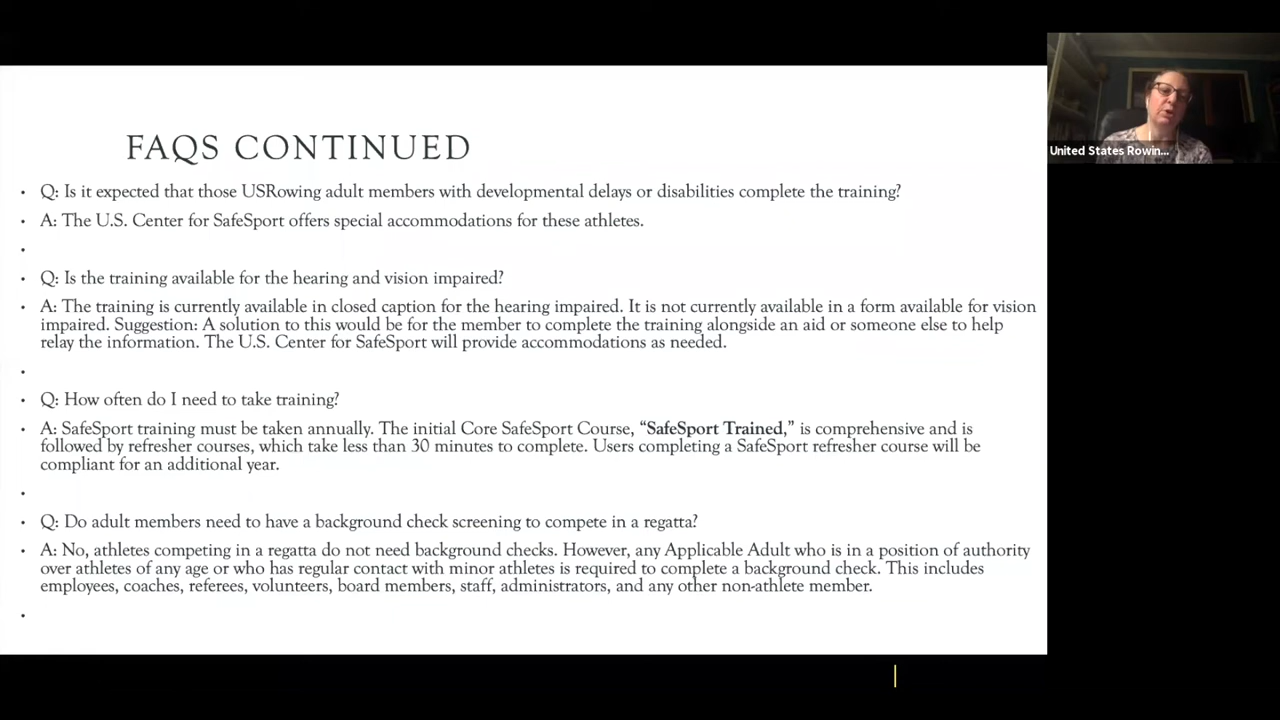 FAQS CONTINUED
• Q: Is it expected that those USRowing adult members with developmental delays or disabilities complete the training?
• A: The U.S. Center for SafeSport offers special accommodations for these athletes.
•
• Q: Is the training available for the hearing and vision impaired?
• A: The training is currently available in closed caption for the hearing impaired. It is not currently available in a form available for vision
impaired. Suggestion: A solution to this would be for the member to complete the training alongside an aid or someone else to help
relay the information. The U.S. Center for SafeSport will provide accommodations as needed.
•
• Q: How often do I need to take training?
• A: SafeSport training must be taken annually. The initial Core SafeSport Course, “SafeSport Trained,” is comprehensive and is
followed by refresher courses, which take less than 30 minutes to complete. Users completing a SafeSport refresher course will be
compliant for an additional year.
•
• Q: Do adult members need to have a background check screening to compete in a regatta?
• A: No, athletes competing in a regatta do not need background checks. However, any Applicable Adult who is in a position of authority
over athletes of any age or who has regular contact with minor athletes is required to complete a background check. This includes
employees, coaches, referees, volunteers, board members, staff, administrators, and any other non-athlete member.
•
United States Rowin...